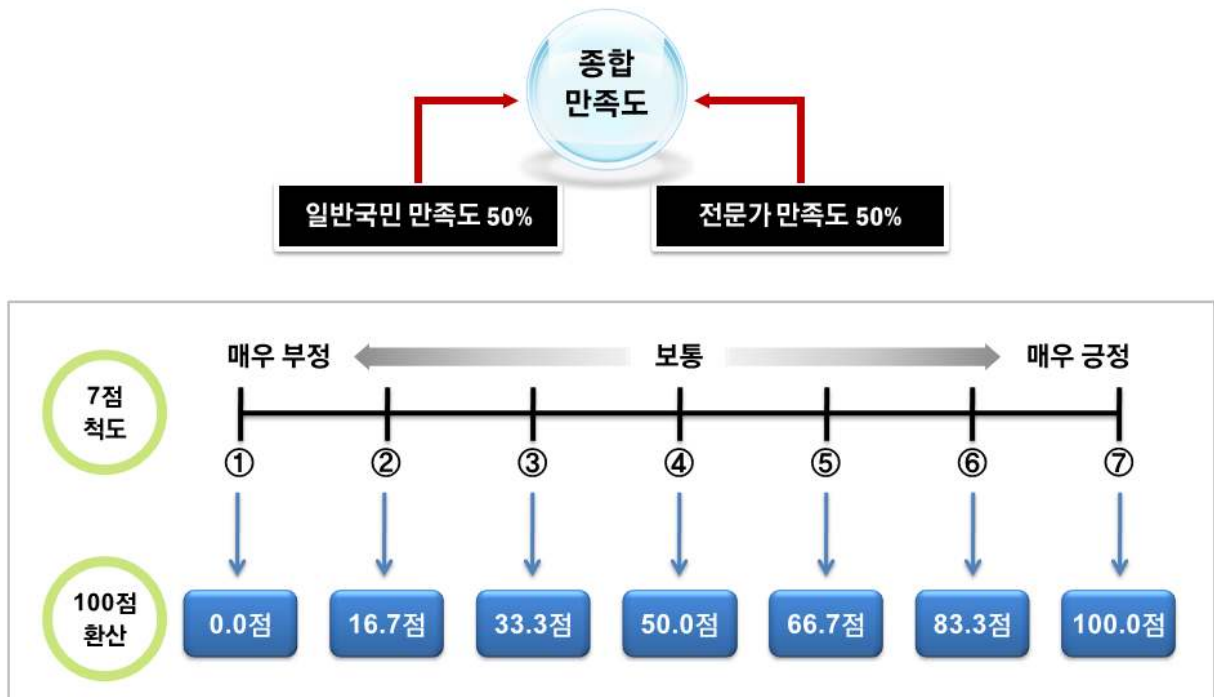 종합
만족도
일반국민 만족도 50%
전문가 만족도 50%
매우 부정
보통
매우 긍정
7점
척도
①
②
③
④
⑤
⑥
⑦
100점
환산
0.0점
16.7점
33.3점
50.0점
66.7점
83.3점
100.0점